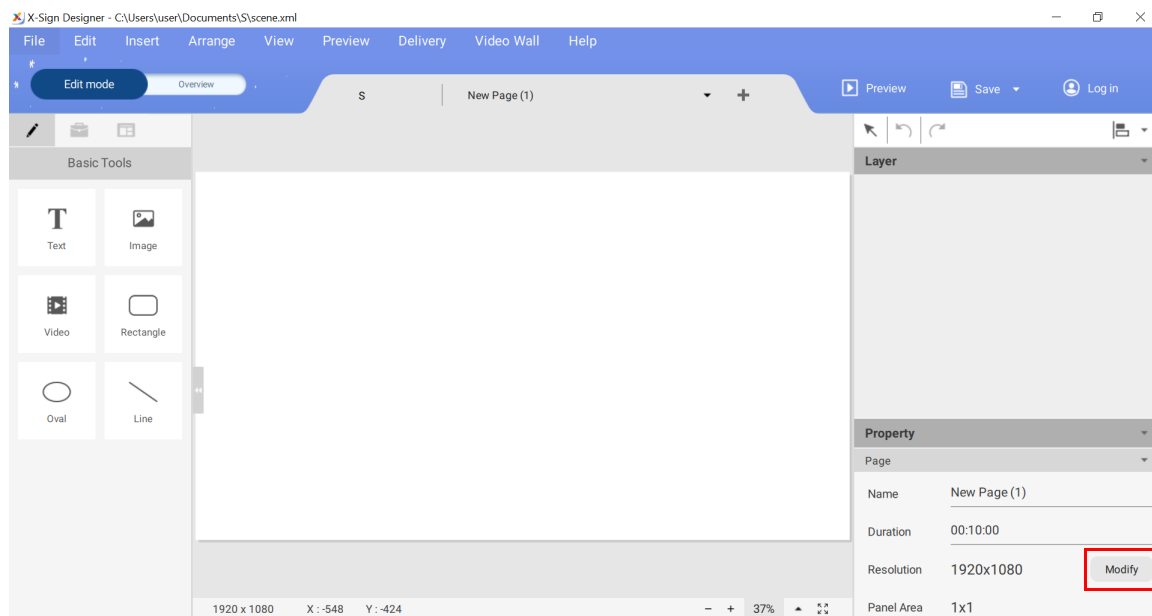 X-Sign Designer - C:\Users\user\Documents\S\scene.xml
File Edit Insert Arrange View Preview Delivery Video Wall Help
Edit mode Overview
S New Page (1)
Preview Save Log in
Basic Tools
Layer
Text Image
Video Rectangle
Oval Line
Property
Page
Name New Page (1)
Duration 00:10:00
Resolution 1920x1080 Modify
Panel Area 1x1
1920 x 1080 X : -548 Y : -424 - + 37%